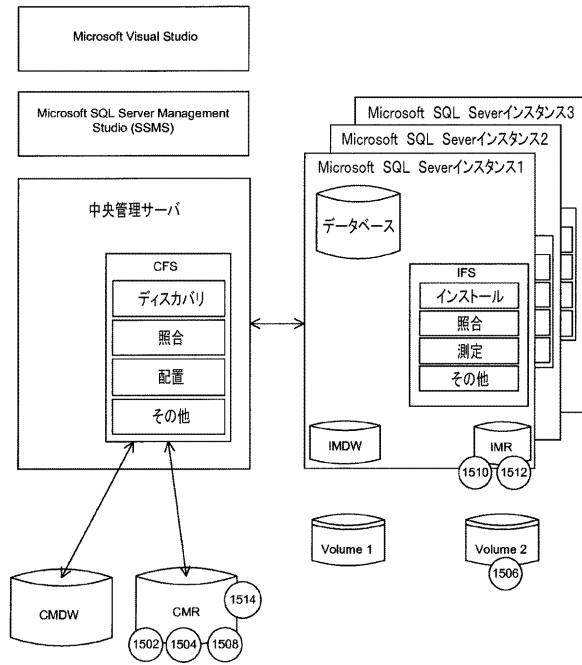 Microsoft Visual Studio
Microsoft SQL Server Management
Studio (SSMS)
中央管理サーバ
CFS
ディスカバリ
照合
配置
その他
Microsoft SQL Severインスタンス3
Microsoft SQL Severインスタンス2
Microsoft SQL Severインスタンス1
データベース
IFS
インストール
照合
測定
その他
IMDW
IMR
1510
1512
Volume 1
Volume 2
1506
CMDW
CMR
1514
1502
1504
1508